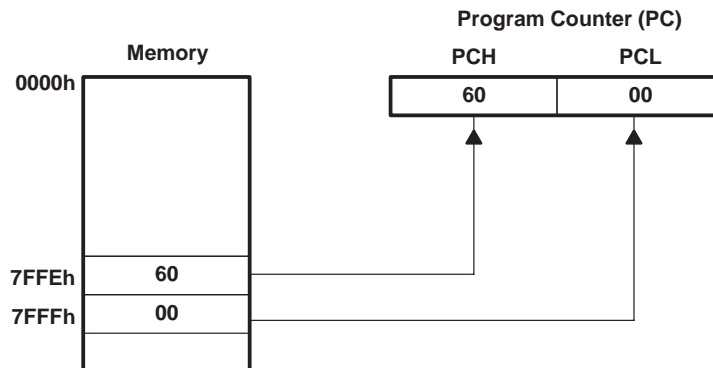 Program Counter (PC)
Memory
PCH
PCL
0000h
60
00
7FFEh
60
7FFFh
00